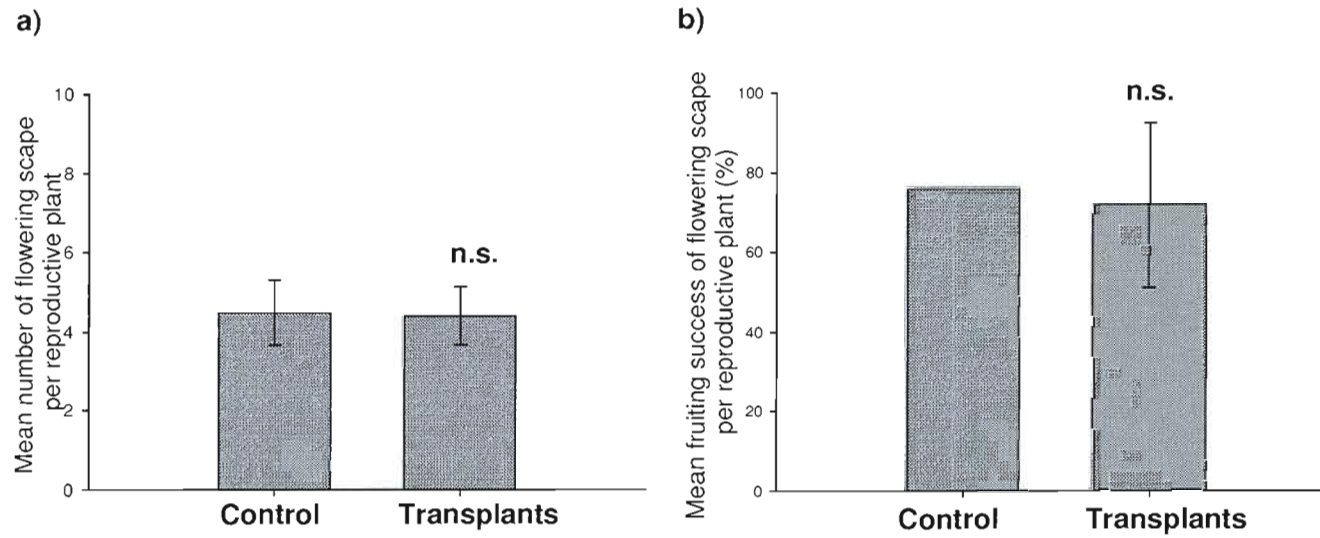 a)
Mean number of flowering scape
per reproductive plant
10
8
6
4
2
0
n.s.
Control
Transplants
b)
Mean fruiting success of flowering scape
per reproductive plant (%)
100
80
60
40
20
0
n.s.
Control
Transplants